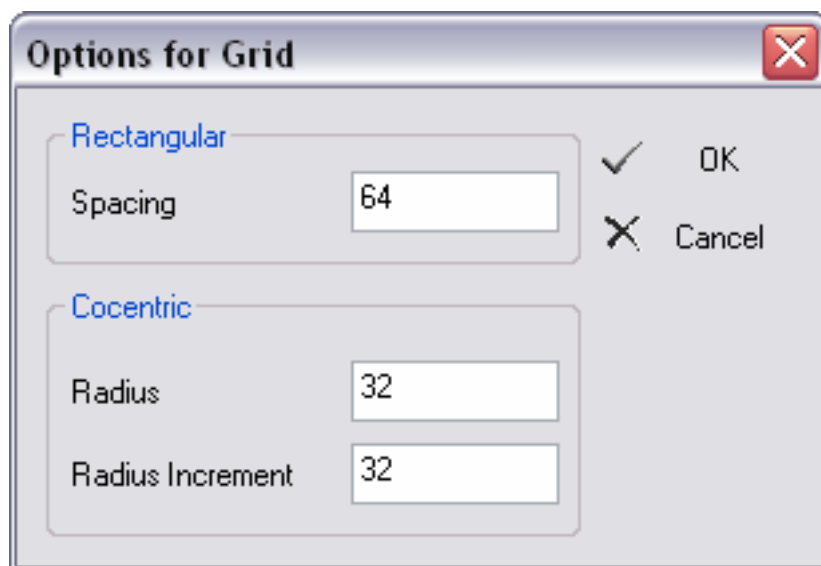 Options for Grid
Rectangular
Spacing 64
OK
Cancel
Cocentric
Radius 32
Radius Increment 32